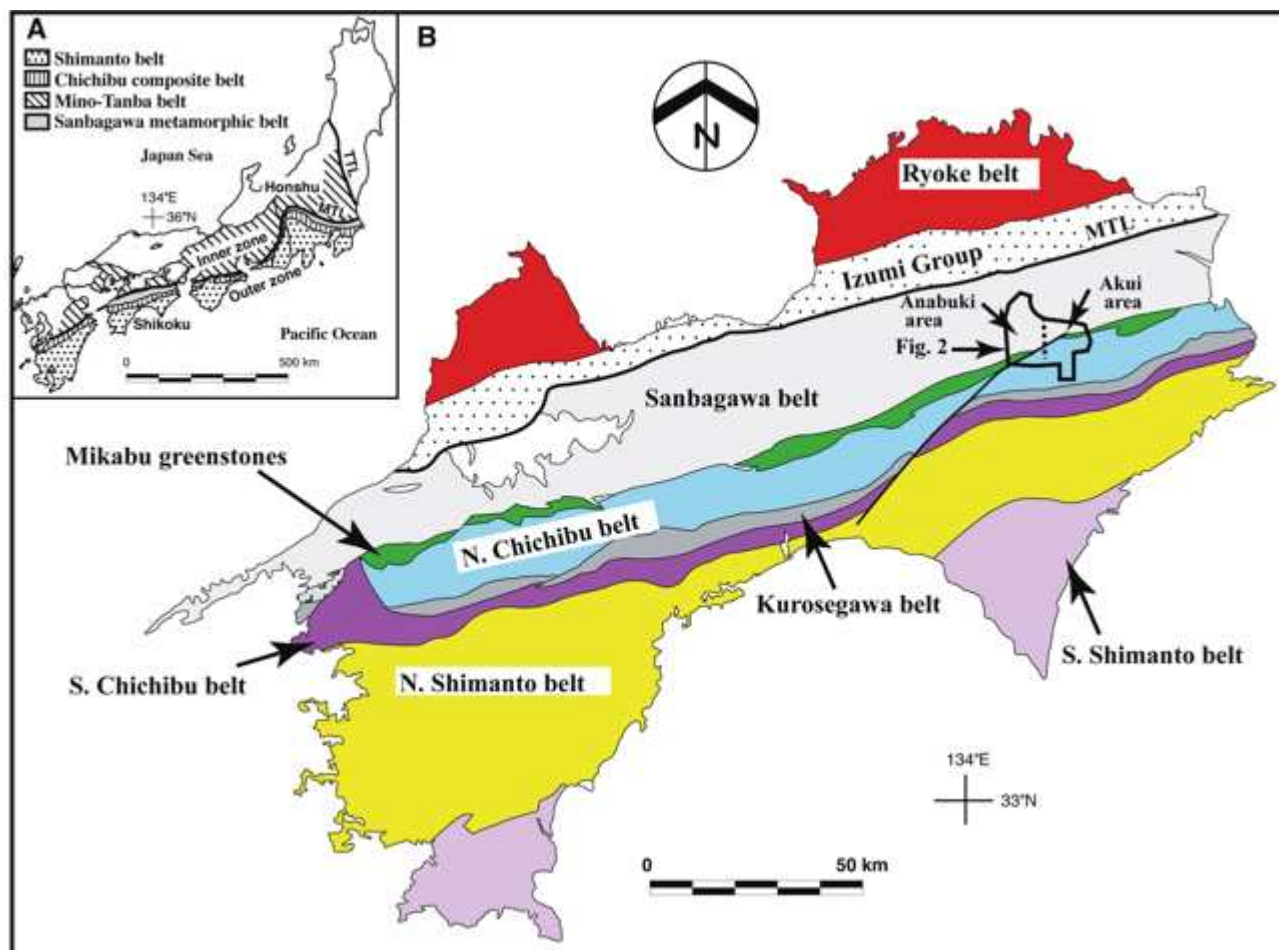 A
Shimanto belt
Chichibu composite belt
Mino-Tanba belt
Sanbagawa metamorphic belt
Japan Sea
TTL
134°E
36°N
Honshu
MTL
Inner zone
Outer zone
Shikoku
Pacific Ocean
0 500 km
B
N
Ryoke belt
MTL
Izumi Group
Anabuki
area
Akui
area
Fig. 2
Sanbagawa belt
Mikabu greenstones
N. Chichibu belt
Kurosegawa belt
S. Chichibu belt
N. Shimanto belt
S. Shimanto belt
134°E
33°N
0 50 km